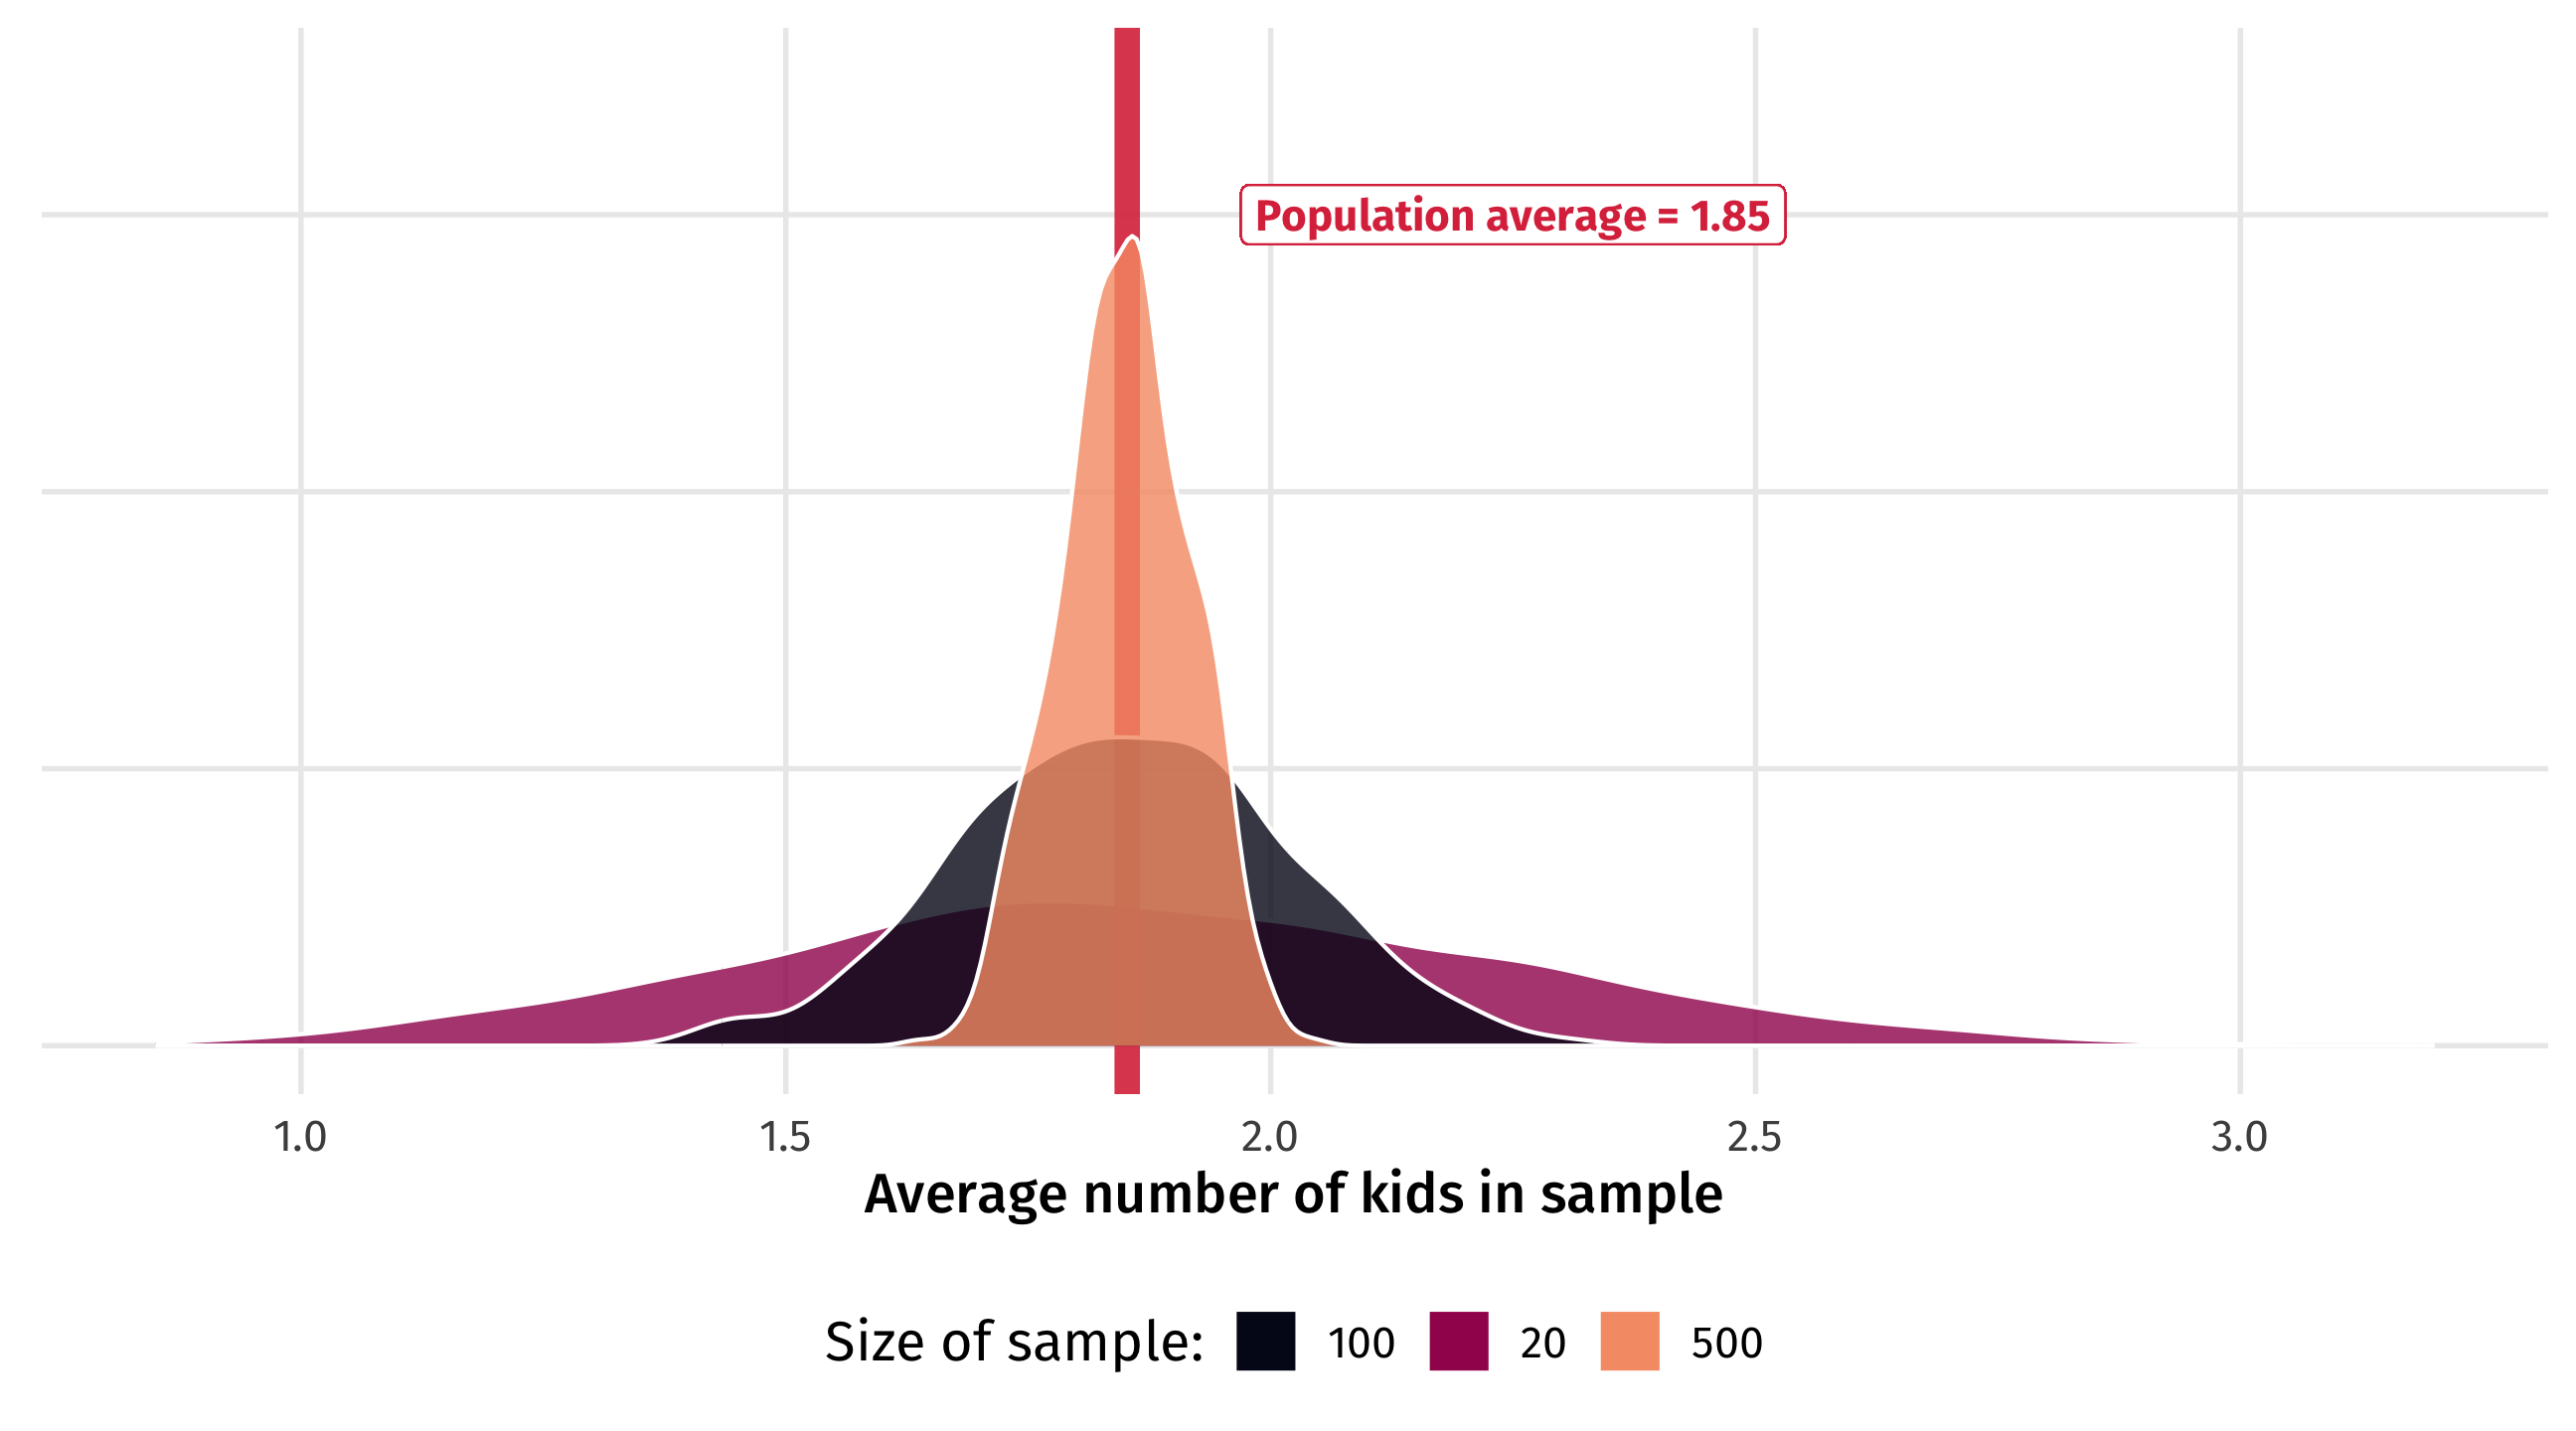 Population average = 1.85
1.0 1.5 2.0 2.5 3.0
Average number of kids in sample
Size of sample: 100 20 500